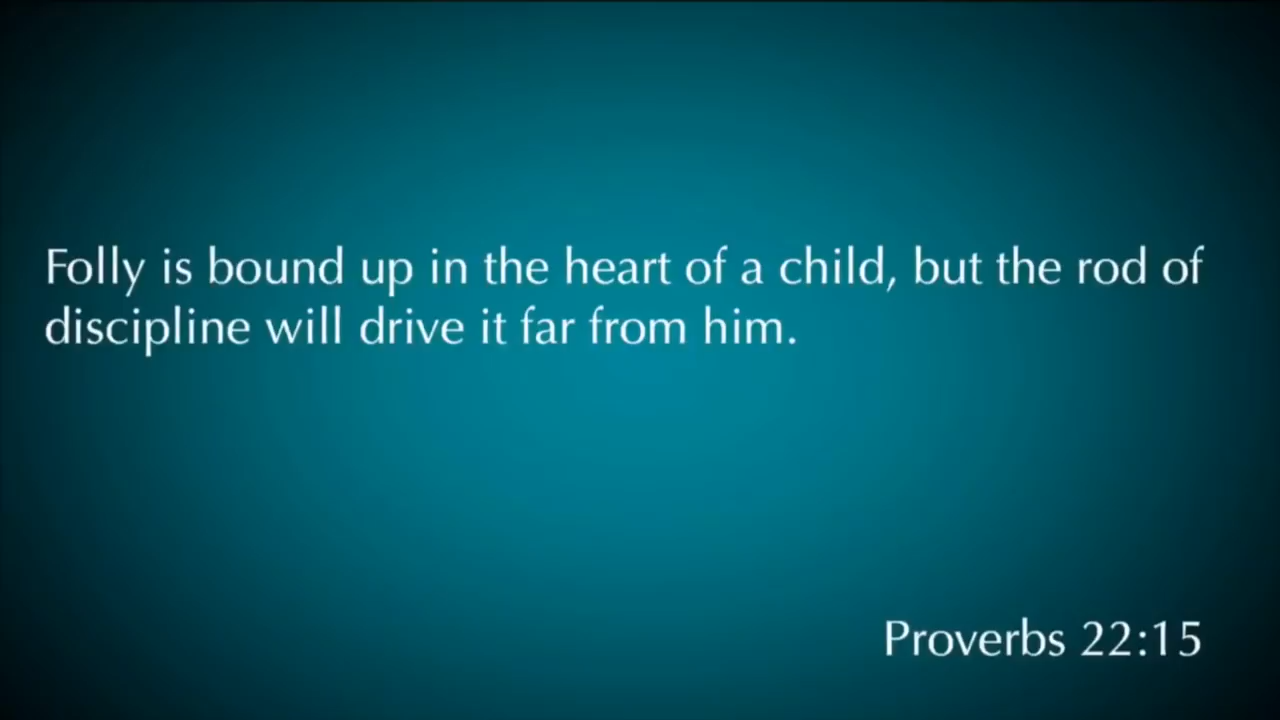 Folly is bound up in the heart of a child, but the rod of
discipline will drive it far from him.
Proverbs 22:15